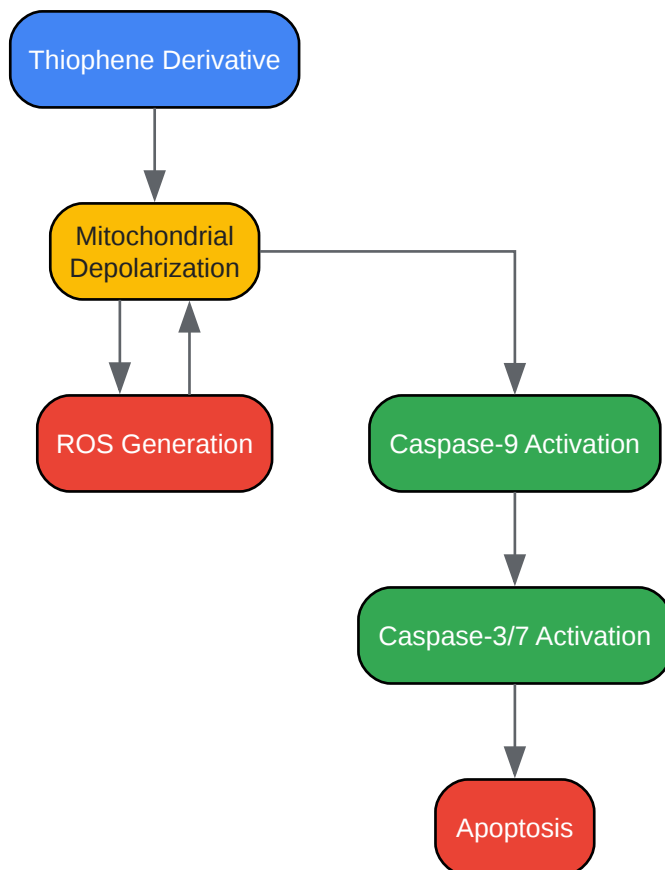 Thiophene Derivative
Mitochondrial
Depolarization
ROS Generation
Caspase-9 Activation
Caspase-3/7 Activation
Apoptosis